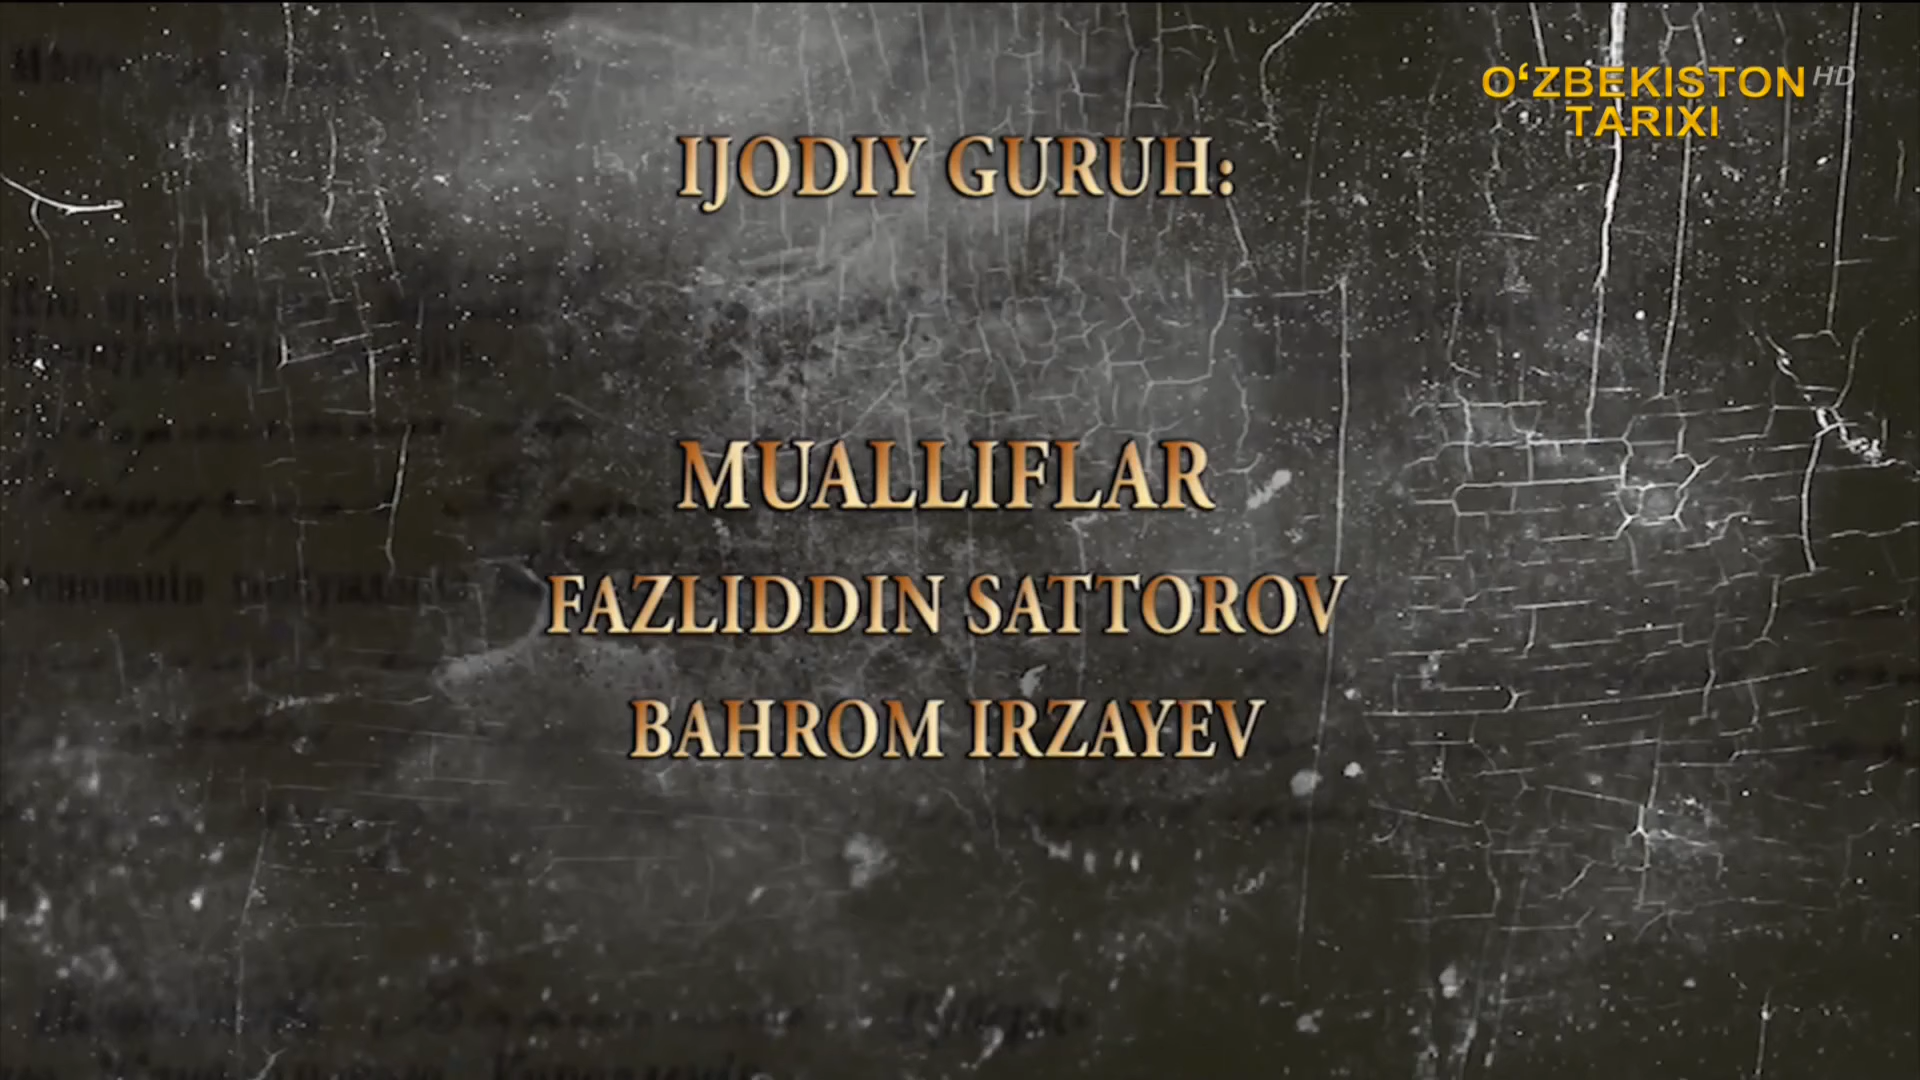 O‘ZBEKISTON HD
TARIXI
IJODIY GURUH:
MUALLIFLAR
FAZLIDDIN SATTOROV
BAHROM IRZAYEV